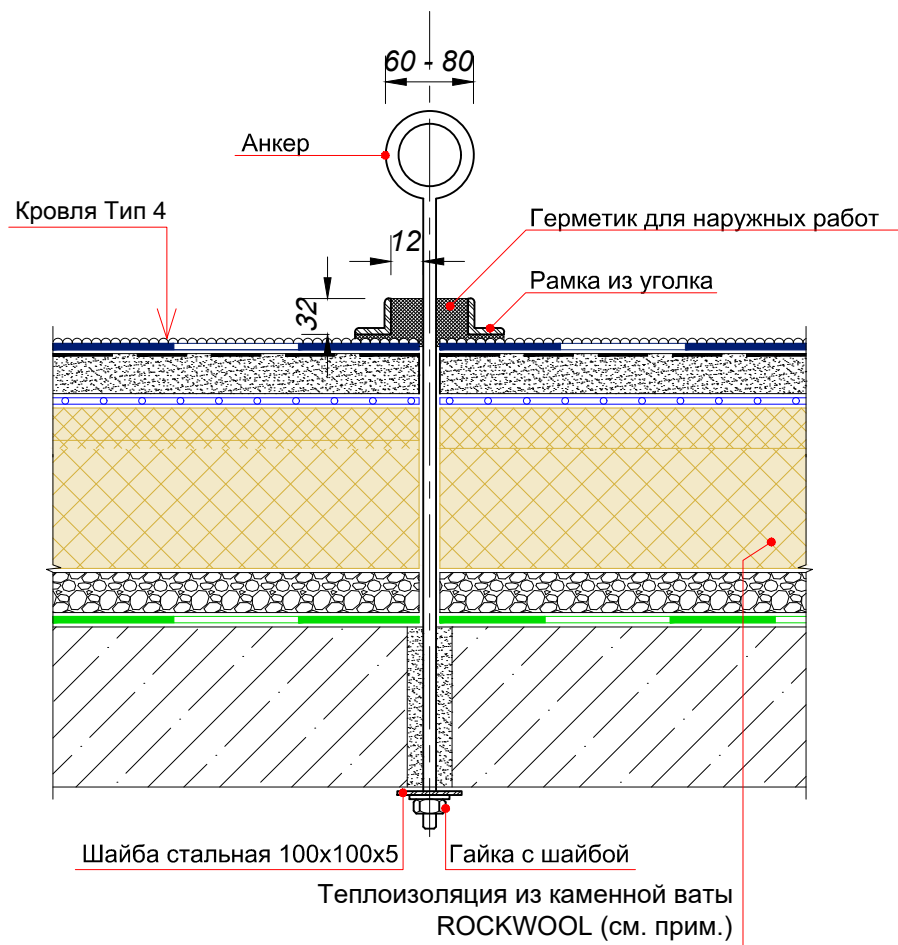 60 - 80
Анкер
Кровля Тип 4
Герметик для наружных работ
12
Рамка из уголка
32
Шайба стальная 100х100х5
Гайка с шайбой
Теплоизоляция из каменной ваты
ROCKWOOL (см. прим.)